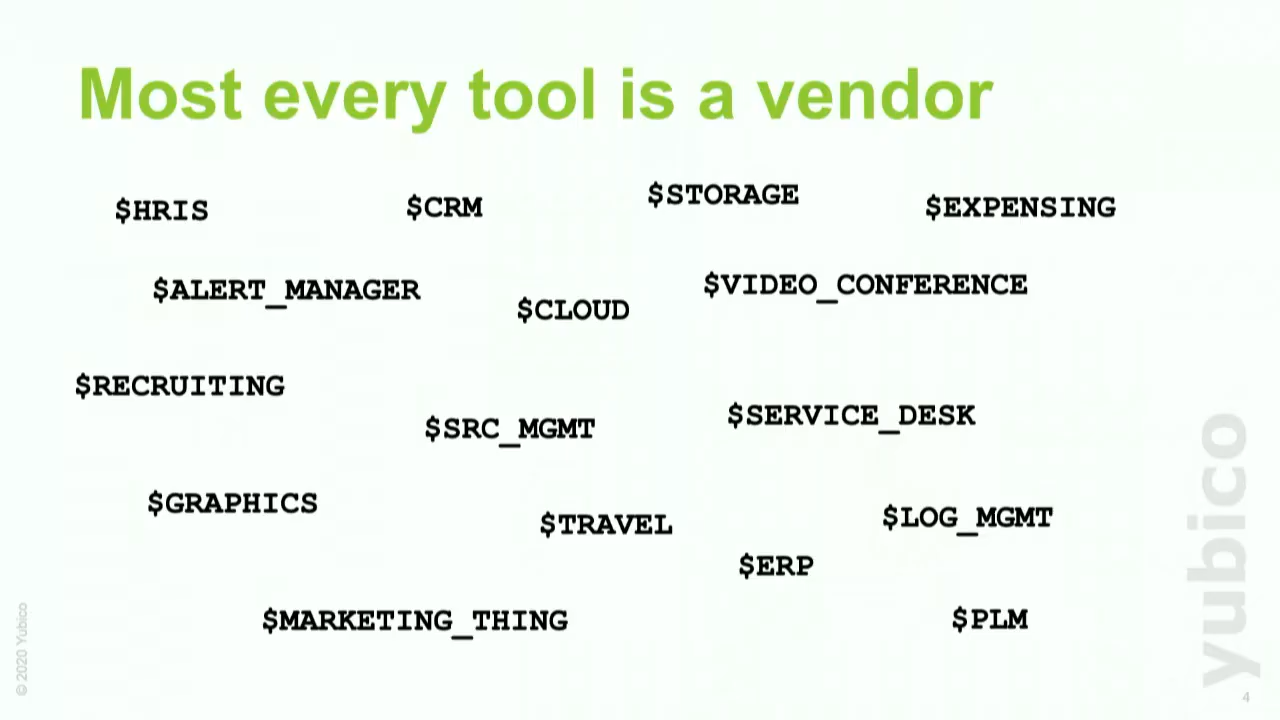 Most every tool is a vendor
$HRIS
$CRM
$STORAGE
$EXPENSING
$ALERT_MANAGER
$CLOUD
$VIDEO_CONFERENCE
$RECRUITING
$SRC_MGMT
$SERVICE_DESK
$GRAPHICS
$TRAVEL
$LOG_MGMT
$ERP
$MARKETING_THING
$PLM
yubico
© 2020 Yubico
4